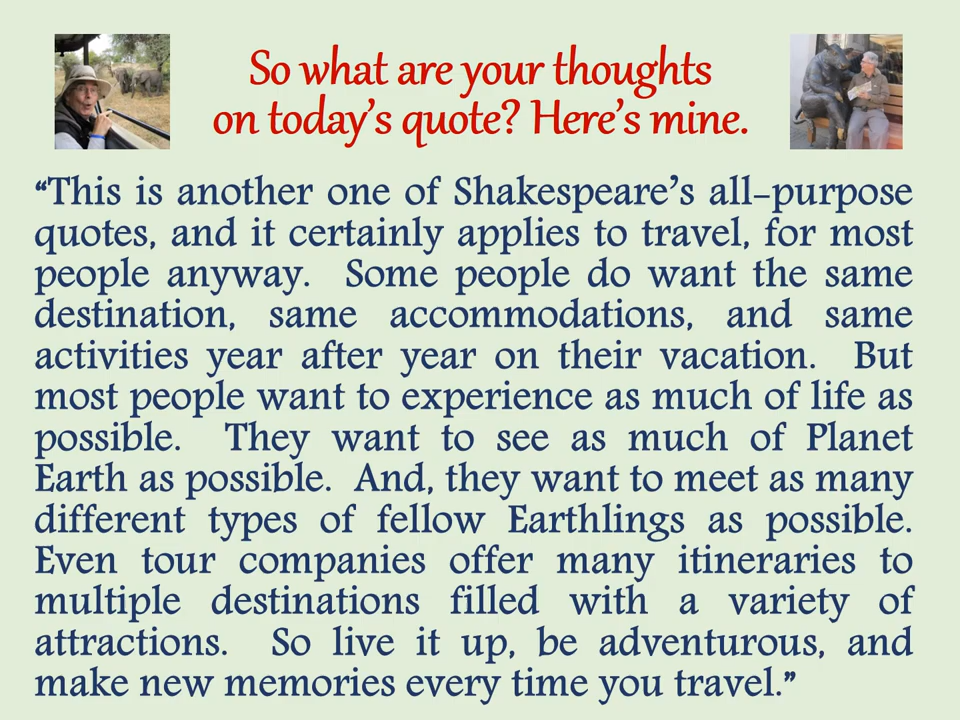 So what are your thoughts
on today's quote? Here's mine.
“This is another one of Shakespeare’s all-purpose
quotes, and it certainly applies to travel, for most
people anyway.  Some people do want the same
destination, same accommodations, and same
activities year after year on their vacation.  But
most people want to experience as much of life as
possible.  They want to see as much of Planet
Earth as possible.  And, they want to meet as many
different types of fellow Earthlings as possible.
Even tour companies offer many itineraries to
multiple destinations filled with a variety of
attractions.  So live it up, be adventurous, and
make new memories every time you travel.”